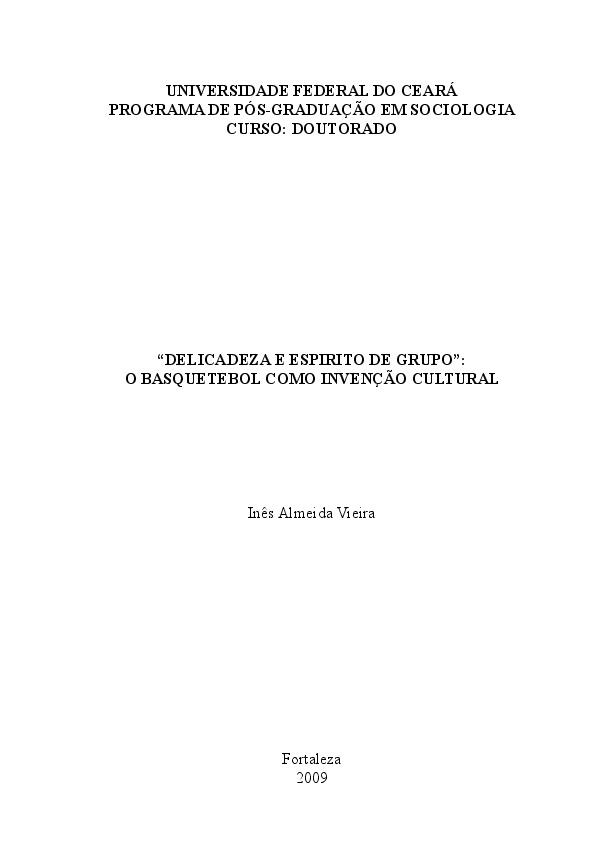 UNIVERSIDADE FEDERAL DO CEARÁ
PROGRAMA DE PÓS-GRADUAÇÃO EM SOCIOLOGIA
CURSO: DOUTORADO
“DELICADEZA E ESPIRITO DE GRUPO”:
O BASQUETEBOL COMO INVENÇÃO CULTURAL
Inês Almeida Vieira
Fortaleza
2009